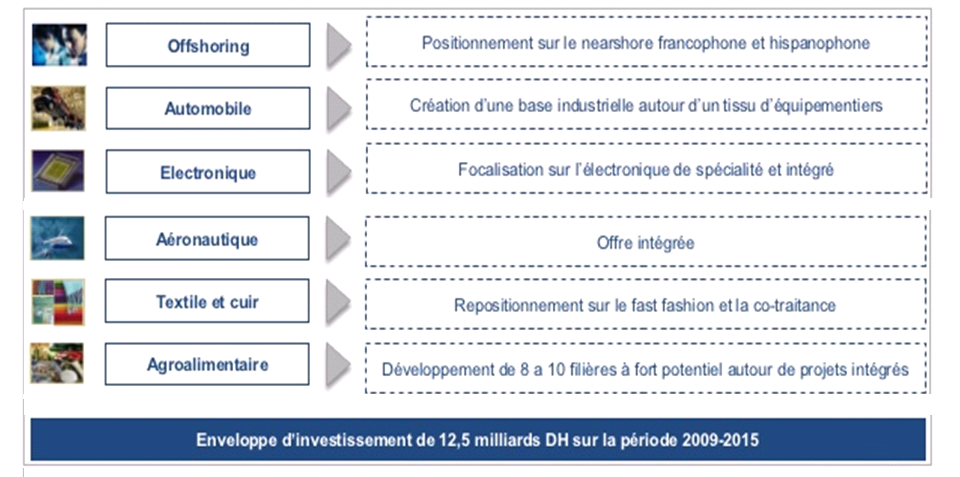 Offshoring
Positionnement sur le nearshore francophone et hispanophone
Automobile
Création d'une base industrielle autour d'un tissu d'équipementiers
Electronique
Focalisation sur l'électronique de spécialité et intégré
Aéronautique
Offre intégrée
Textile et cuir
Repositionnement sur le fast fashion et la co-traitance
Agroalimentaire
Développement de 8 a 10 filières à fort potentiel autour de projets intégrés
Enveloppe d'investissement de 12,5 milliards DH sur la période 2009-2015